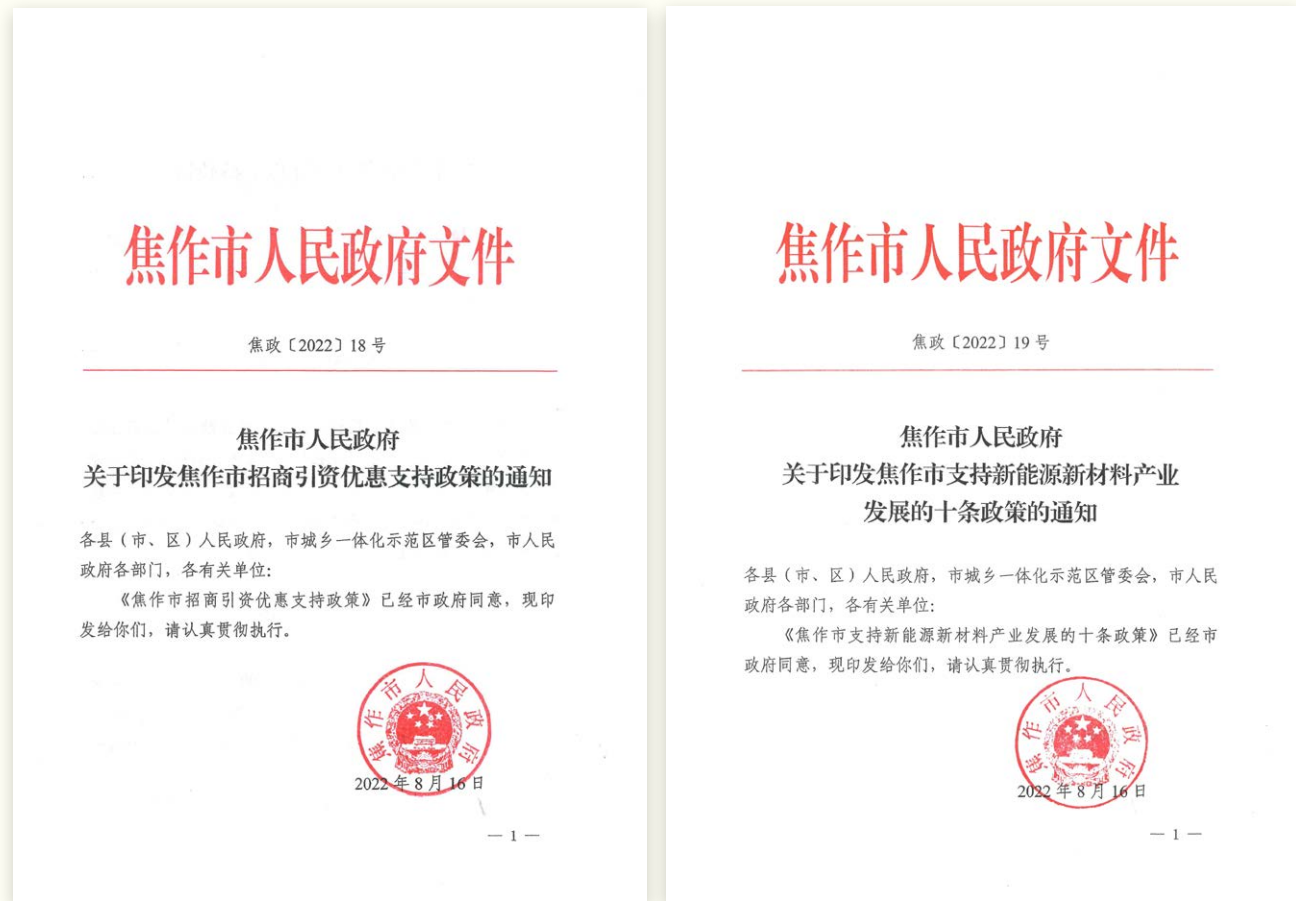 焦作市人民政府文件
焦政〔2022〕18号
焦作市人民政府
关于印发焦作市招商引资优惠支持政策的通知
各县（市、区）人民政府，市城乡一体化示范区管委会，市人民
政府各部门，各有关单位：
《焦作市招商引资优惠支持政策》已经市政府同意，现印
发给你们，请认真贯彻执行。
焦作市人民政府
2022年8月16日
— 1 —
焦作市人民政府文件
焦政〔2022〕19号
焦作市人民政府
关于印发焦作市支持新能源新材料产业
发展的十条政策的通知
各县（市、区）人民政府，市城乡一体化示范区管委会，市人民
政府各部门，各有关单位：
《焦作市支持新能源新材料产业发展的十条政策》已经市
政府同意，现印发给你们，请认真贯彻执行。
焦作市人民政府
2022年8月16日
— 1 —